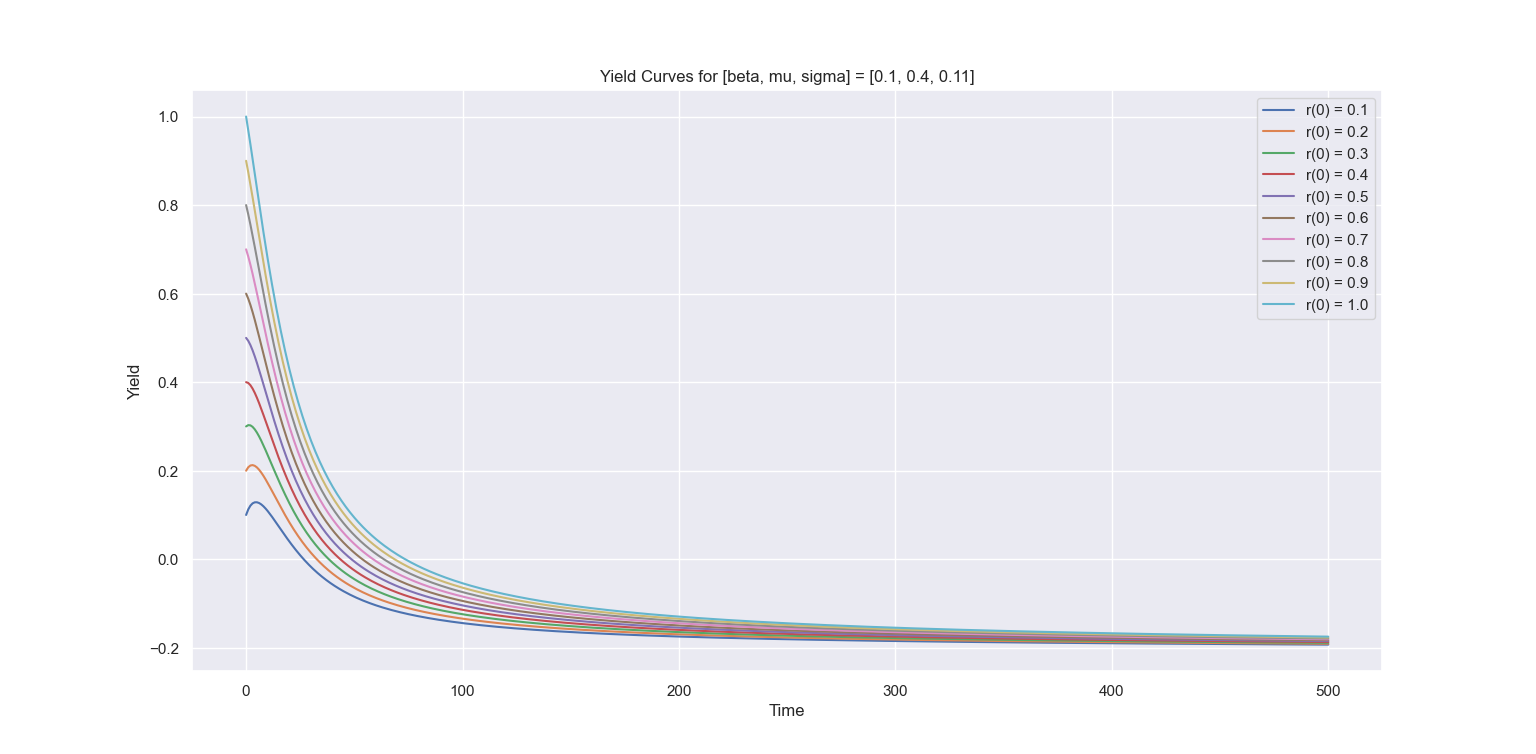 Yield Curves for [beta, mu, sigma] = [0.1, 0.4, 0.11]
r(0) = 0.1
r(0) = 0.2
r(0) = 0.3
r(0) = 0.4
r(0) = 0.5
r(0) = 0.6
r(0) = 0.7
r(0) = 0.8
r(0) = 0.9
r(0) = 1.0
Yield
1.0
0.8
0.6
0.4
0.2
0.0
−0.2
0 100 200 300 400 500
Time